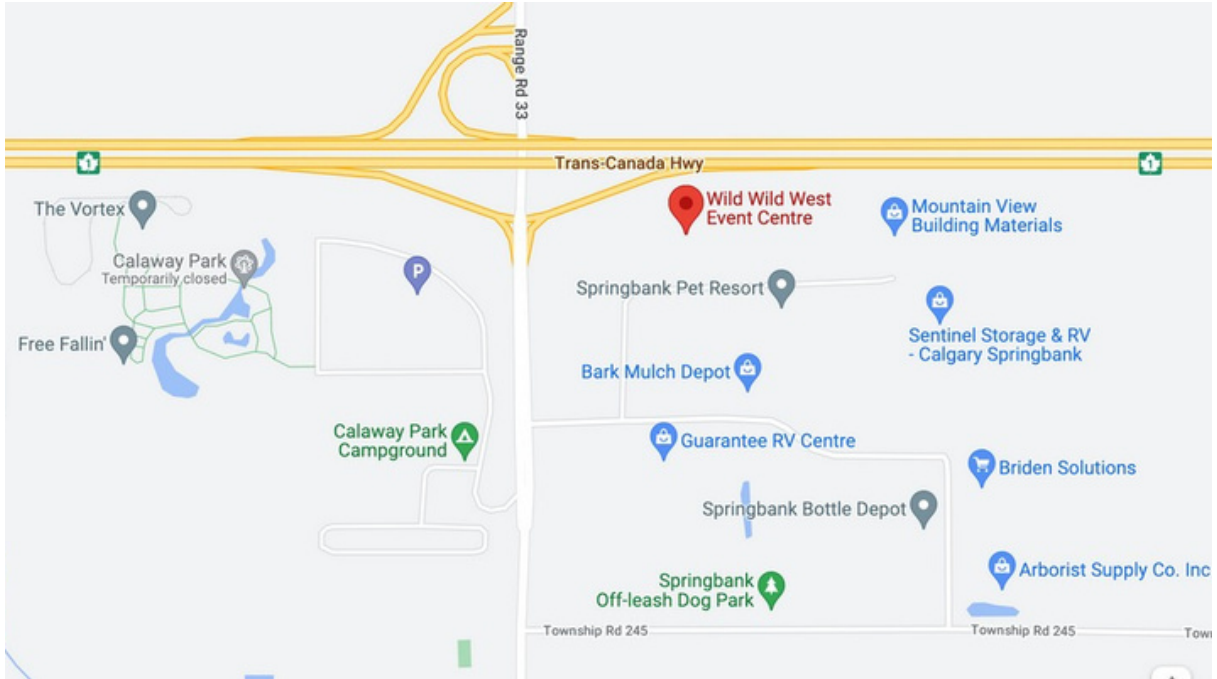 Range Rd 33
Trans-Canada Hwy
1
1
The Vortex
Wild Wild West
Event Centre
Mountain View
Building Materials
Calaway Park
Temporarily closed
P
Springbank Pet Resort
Free Fallin'
Sentinel Storage & RV
- Calgary Springbank
Bark Mulch Depot
Calaway Park
Campground
Guarantee RV Centre
Briden Solutions
Springbank Bottle Depot
Springbank
Off-leash Dog Park
Arborist Supply Co. Inc
Township Rd 245
Township Rd 245
Town